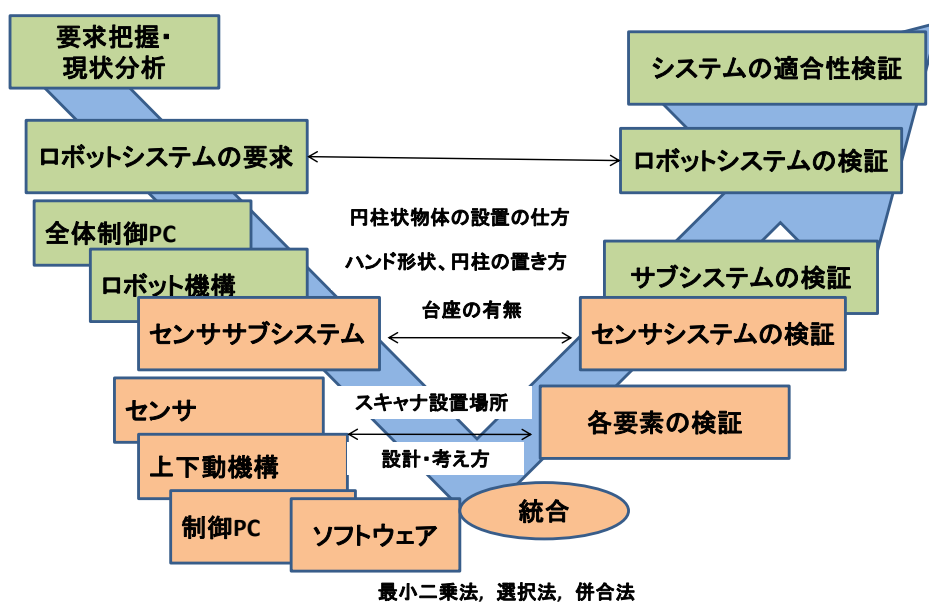 要求把握・
現状分析
システムの適合性検証
ロボットシステムの要求
ロボットシステムの検証
円柱状物体の設置の仕方
全体制御PC
ハンド形状、円柱の置き方
ロボット機構
サブシステムの検証
台座の有無
センササブシステム
センサシステムの検証
スキャナ設置場所
センサ
各要素の検証
設計・考え方
上下動機構
制御PC
ソフトウェア
統合
最小二乗法, 選択法, 併合法